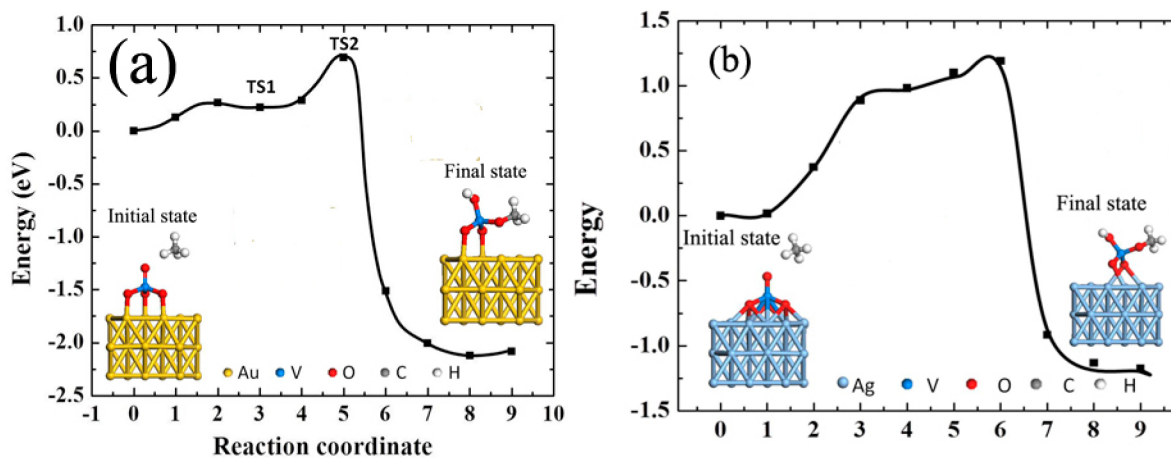 (a)
Energy (eV)
1.0
0.5
0.0
-0.5
-1.0
-1.5
-2.0
-2.5
TS1
TS2
Initial state
Final state
Au V O C H
-1 0 1 2 3 4 5 6 7 8 9 10
Reaction coordinate
(b)
Energy
1.5
1.0
0.5
0.0
-0.5
-1.0
-1.5
Initial state
Final state
Ag V O C H
0 1 2 3 4 5 6 7 8 9